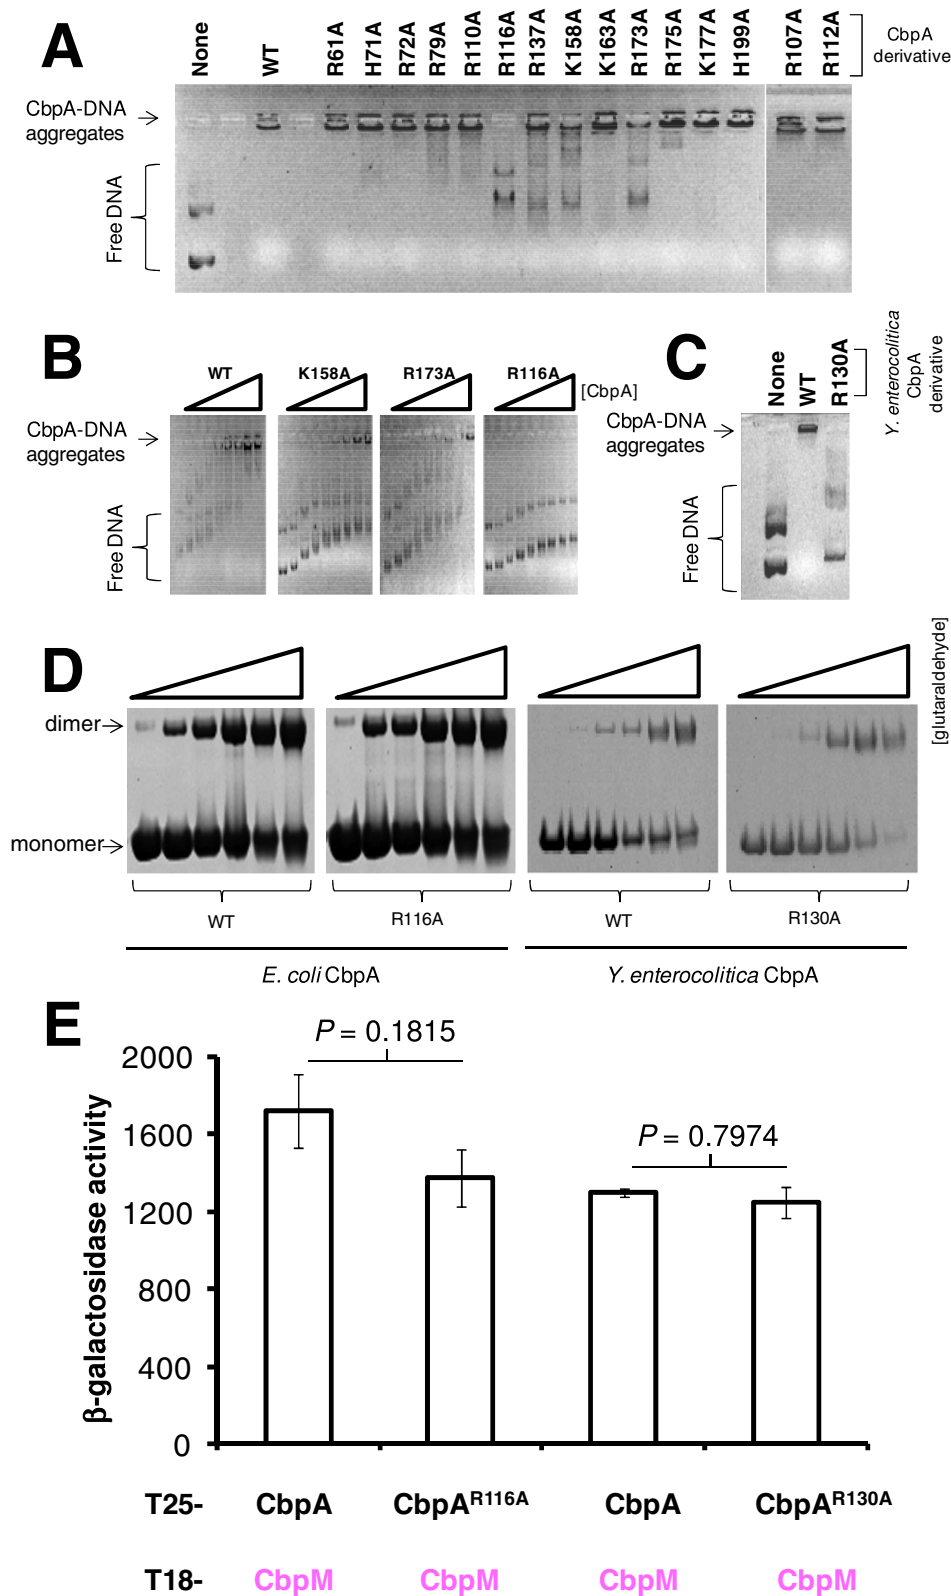 A
None
WT
R61A
H71A
R72A
R79A
R110A
R116A
R137A
K158A
K163A
R173A
R175A
K177A
H199A
R107A
R112A
CbpA
derivative
CbpA-DNA
aggregates
Free DNA
B
WT
K158A
R173A
R116A
[CbpA]
CbpA-DNA
aggregates
Free DNA
C
None
WT
R130A
Y. enterocolitica
CbpA
derivative
CbpA-DNA
aggregates
Free DNA
D
[glutaraldehyde]
dimer
monomer
WT
R116A
WT
R130A
E. coli CbpA
Y. enterocolitica CbpA
E
P = 0.1815
P = 0.7974
β-galactosidase activity
2000
1600
1200
800
400
0
T25- CbpA CbpA^R116A CbpA CbpA^R130A
T18- CbpM CbpM CbpM CbpM